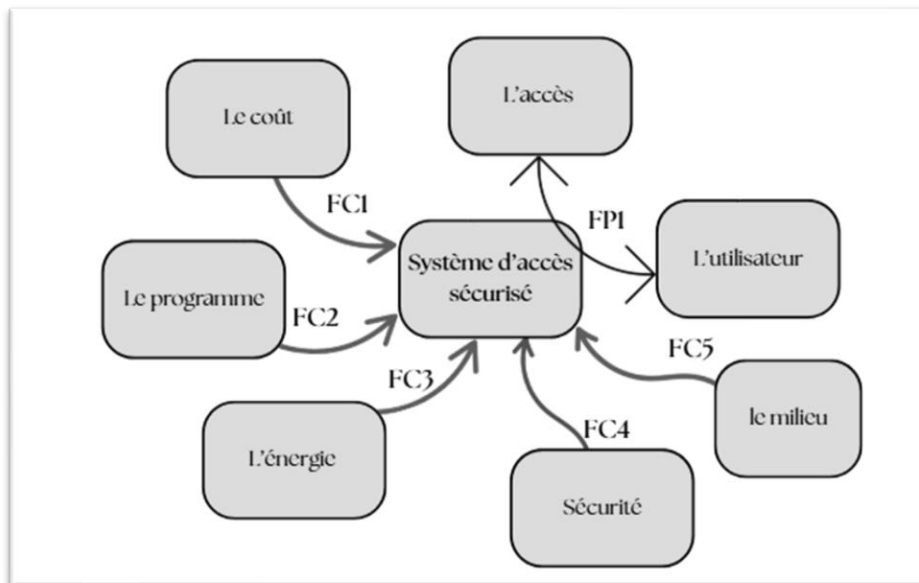 L'accès
Le coût
FC1
FP1
L'utilisateur
Système d'accès
sécurisé
Le programme
FC2
FC3
FC5
le milieu
L'énergie
FC4
Sécurité